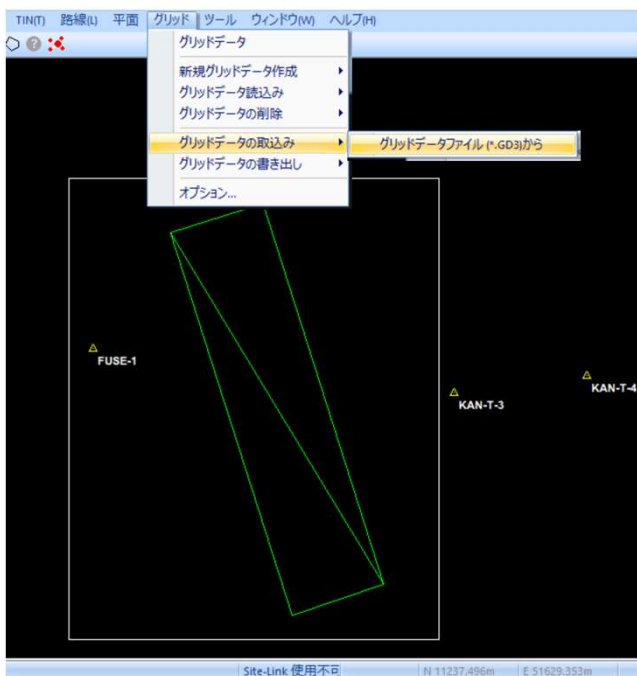 TIN(T) 路線(L) 平面 グリッド ツール ウィンドウ(W) ヘルプ(H)
グリッドデータ
新規グリッドデータ作成
グリッドデータ読込み
グリッドデータの削除
グリッドデータの取込み
グリッドデータファイル (*.GD3)から
グリッドデータの書き出し
オプション...
FUSE-1
KAN-T-3
KAN-T-4
Site-Link 使用不可
N 11237.496m
E 51629.353m